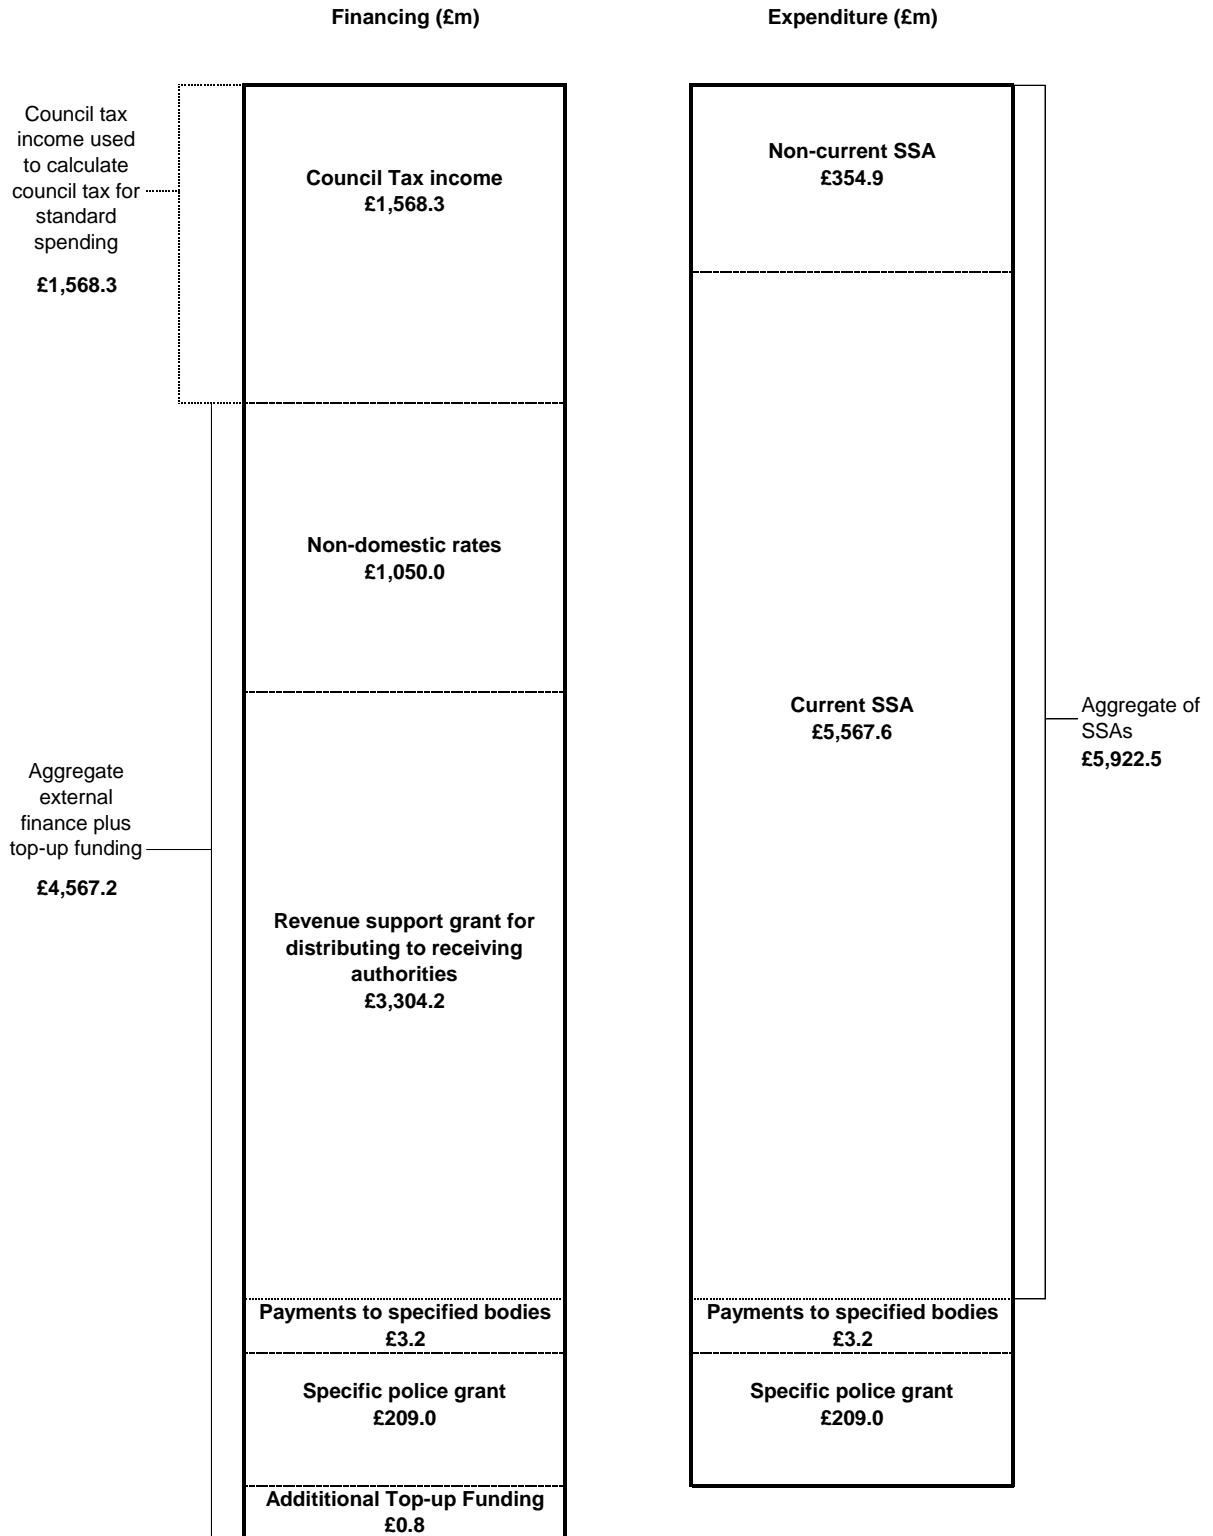 Financing (£m)
Expenditure (£m)
Council tax
income used
to calculate
council tax for
standard
spending
£1,568.3
Council Tax income
£1,568.3
Non-domestic rates
£1,050.0
Aggregate
external
finance plus
top-up funding
£4,567.2
Revenue support grant for
distributing to receiving
authorities
£3,304.2
Payments to specified bodies
£3.2
Specific police grant
£209.0
Addititional Top-up Funding
£0.8
Non-current SSA
£354.9
Current SSA
£5,567.6
Aggregate of
SSAs
£5,922.5
Payments to specified bodies
£3.2
Specific police grant
£209.0